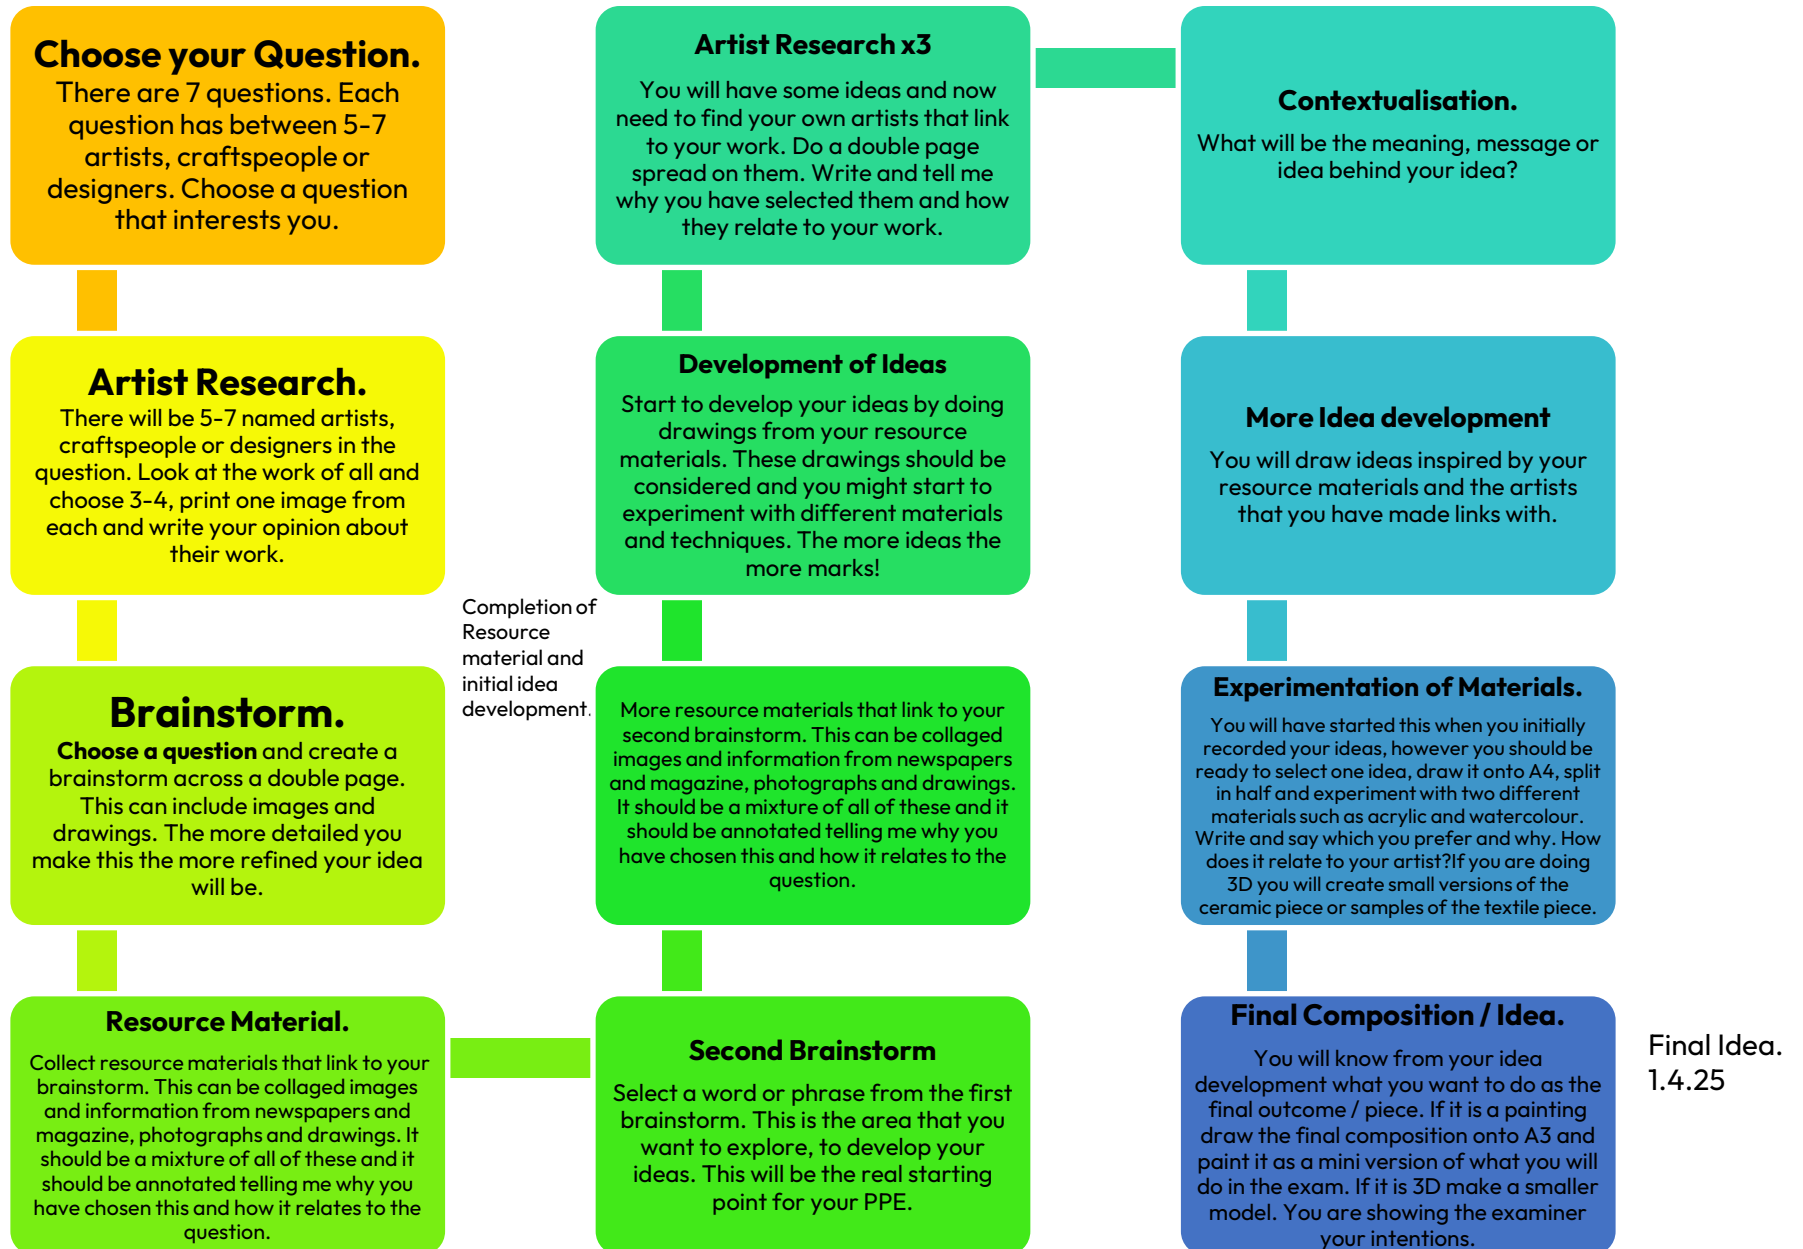 Choose your Question.
There are 7 questions. Each
question has between 5-7
artists, craftspeople or
designers. Choose a question
that interests you.
Artist Research.
There will be 5-7 named artists,
craftspeople or designers in the
question. Look at the work of all and
choose 3-4, print one image from
each and write your opinion about
their work.
Brainstorm.
Choose a question and create a
brainstorm across a double page.
This can include images and
drawings. The more detailed you
make this the more refined your idea
will be.
Resource Material.
Collect resource materials that link to your
brainstorm. This can be collaged images
and information from newspapers and
magazine, photographs and drawings. It
should be a mixture of all of these and it
should be annotated telling me why you
have chosen this and how it relates to the
question.
Second Brainstorm
Select a word or phrase from the first
brainstorm. This is the area that you
want to explore, to develop your
ideas. This will be the real starting
point for your PPE.
More resource materials that link to your
second brainstorm. This can be collaged
images and information from newspapers
and magazine, photographs and drawings.
It should be a mixture of all of these and it
should be annotated telling me why you
have chosen this and how it relates to the
question.
Completion of
Resource
material and
initial idea
development.
Development of Ideas
Start to develop your ideas by doing
drawings from your resource
materials. These drawings should be
considered and you might start to
experiment with different materials
and techniques. The more ideas the
more marks!
Artist Research x3
You will have some ideas and now
need to find your own artists that link
to your work. Do a double page
spread on them. Write and tell me
why you have selected them and how
they relate to your work.
Contextualisation.
What will be the meaning, message or
idea behind your idea?
More Idea development
You will draw ideas inspired by your
resource materials and the artists
that you have made links with.
Experimentation of Materials.
You will have started this when you initially
recorded your ideas, however you should be
ready to select one idea, draw it onto A4, split
in half and experiment with two different
materials such as acrylic and watercolour.
Write and say which you prefer and why. How
does it relate to your artist?If you are doing
3D you will create small versions of the
ceramic piece or samples of the textile piece.
Final Composition / Idea.
You will know from your idea
development what you want to do as the
final outcome / piece. If it is a painting
draw the final composition onto A3 and
paint it as a mini version of what you will
do in the exam. If it is 3D make a smaller
model. You are showing the examiner
your intentions.
Final Idea.
1.4.25